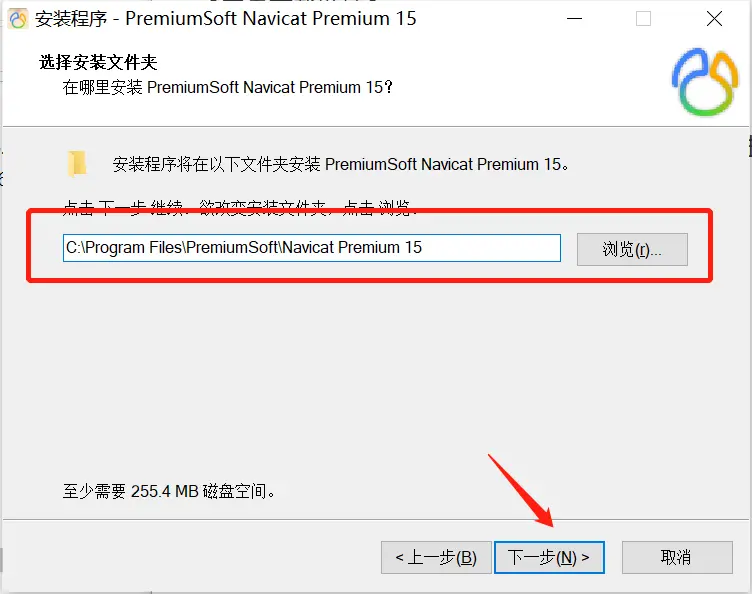 安装程序 - PremiumSoft Navicat Premium 15
选择安装文件夹
在哪里安装 PremiumSoft Navicat Premium 15?
安装程序将在以下文件夹安装 PremiumSoft Navicat Premium 15。
点击 下一步 继续。欲改变安装文件夹，点击 浏览。
C:\Program Files\PremiumSoft\Navicat Premium 15
浏览(r)...
至少需要 255.4 MB 磁盘空间。
< 上一步(B)
下一步(N) >
取消